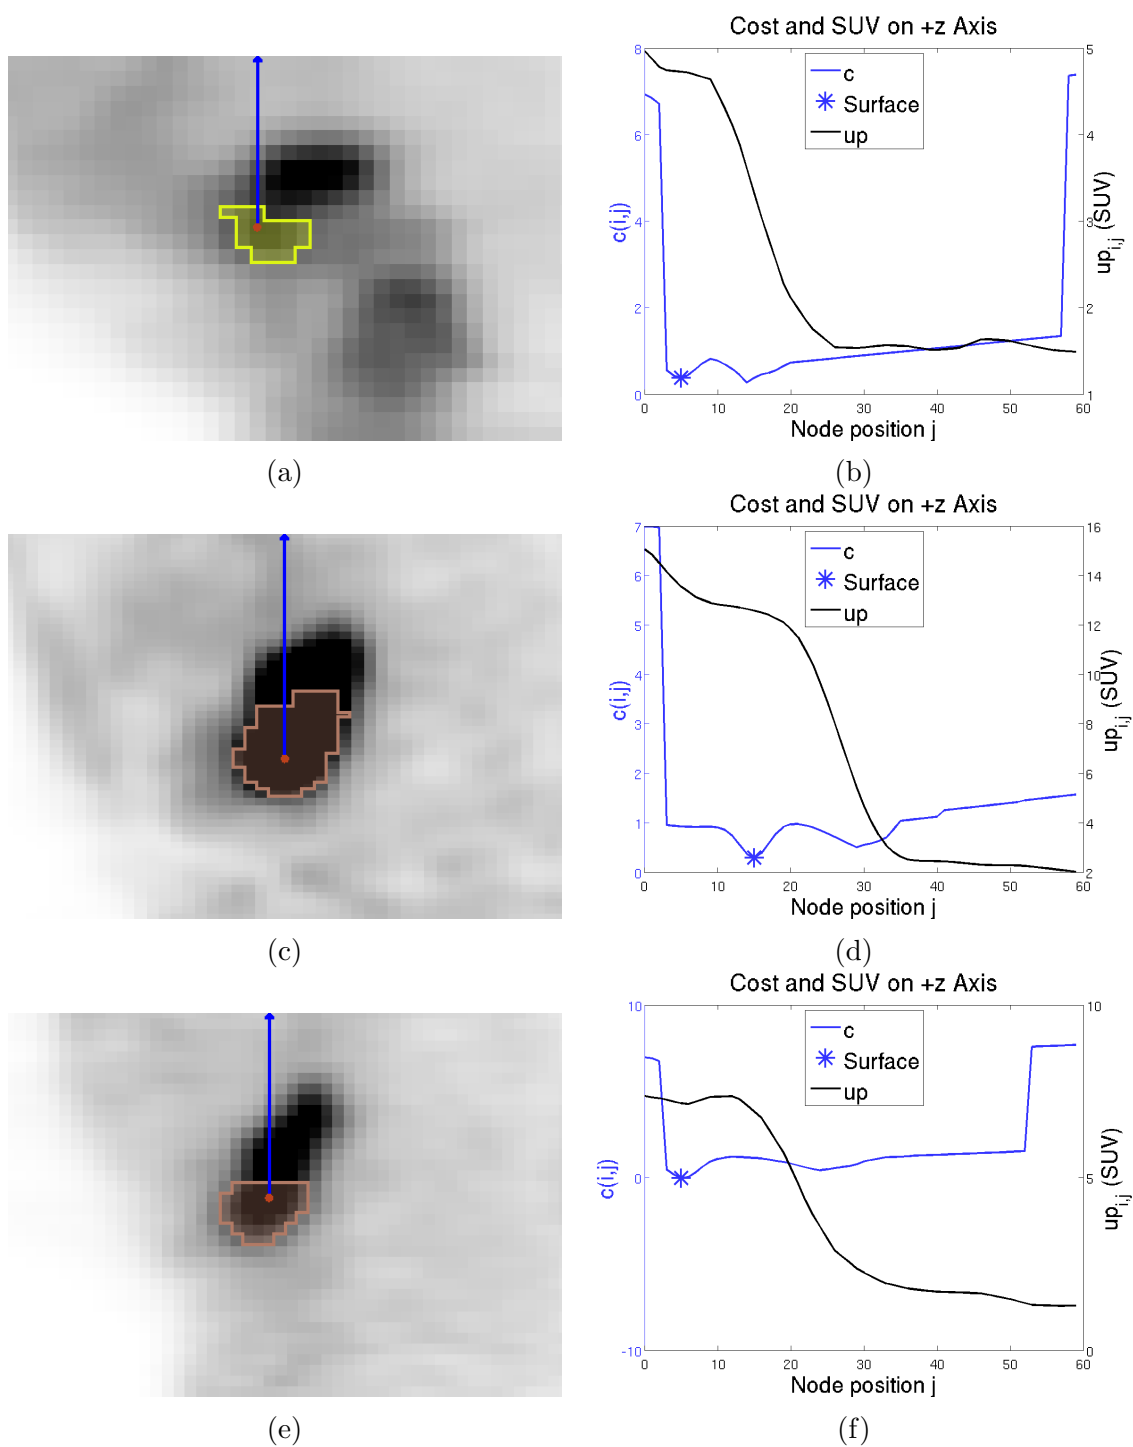 Cost and SUV on +z Axis
c
Surface
up
8
6
4
2
0
5
4
3
2
1
0 10 20 30 40 50 60
c(i,j)
up_{i,j} (SUV)
Node position j
(a)
(b)
Cost and SUV on +z Axis
c
Surface
up
7
6
5
4
3
2
1
0
16
14
12
10
8
6
4
2
0 10 20 30 40 50 60
c(i,j)
up_{i,j} (SUV)
Node position j
(c)
(d)
Cost and SUV on +z Axis
c
Surface
up
10
0
-10
10
5
0
0 10 20 30 40 50 60
c(i,j)
up_{i,j} (SUV)
Node position j
(e)
(f)